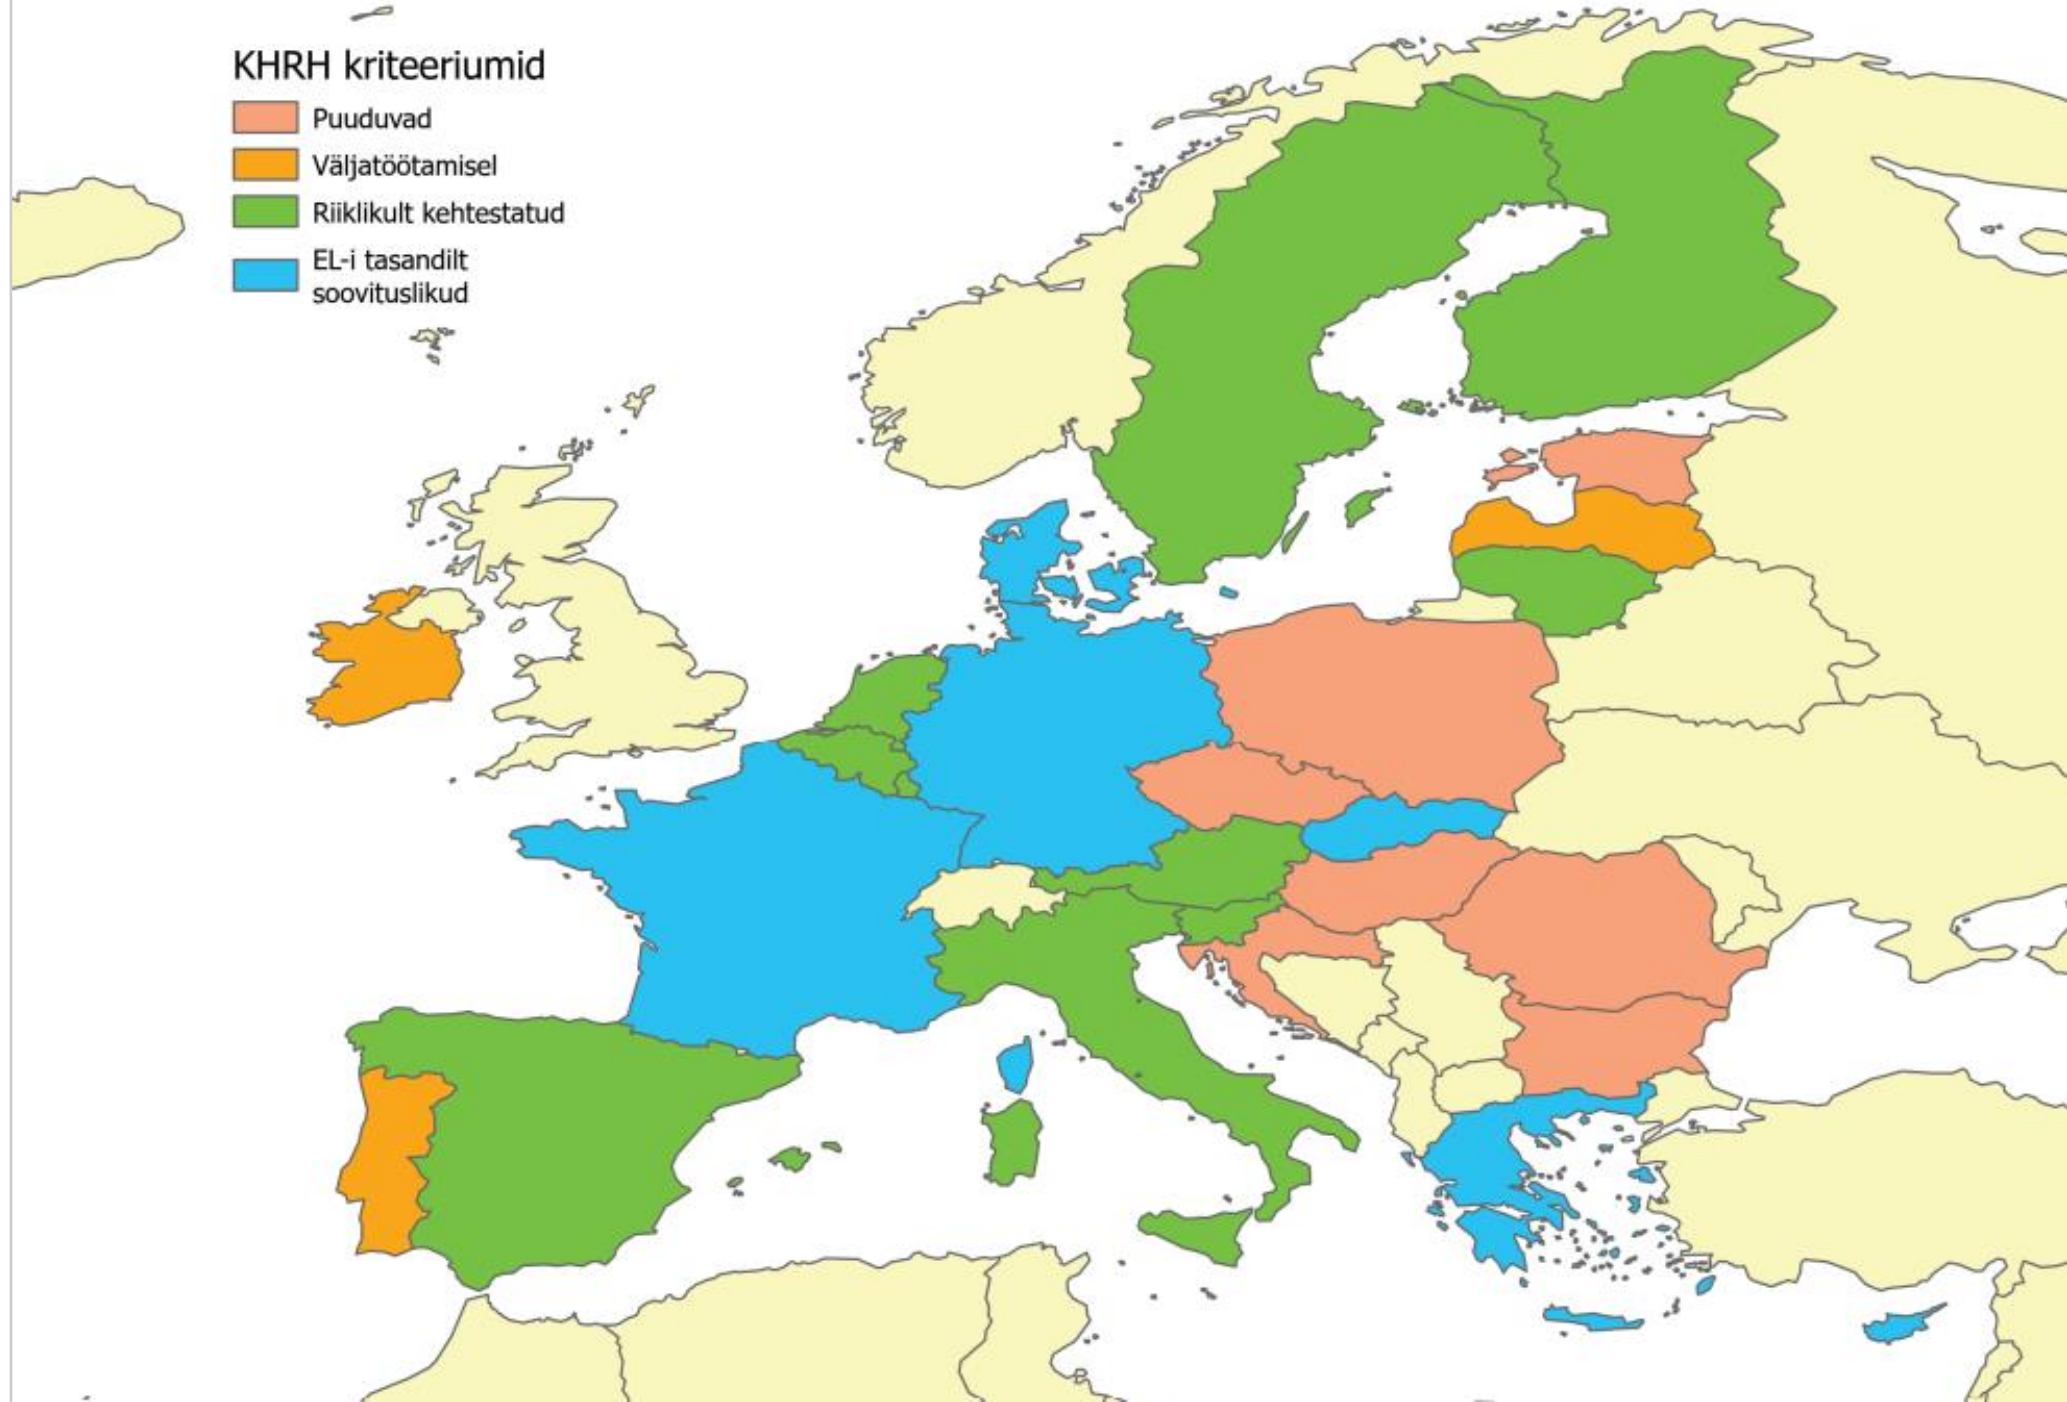 KHRH kriteeriumid
Puuduvad
Väljatöötamisel
Riiklikult kehtestatud
EL-i tasandilt
soovituslikud